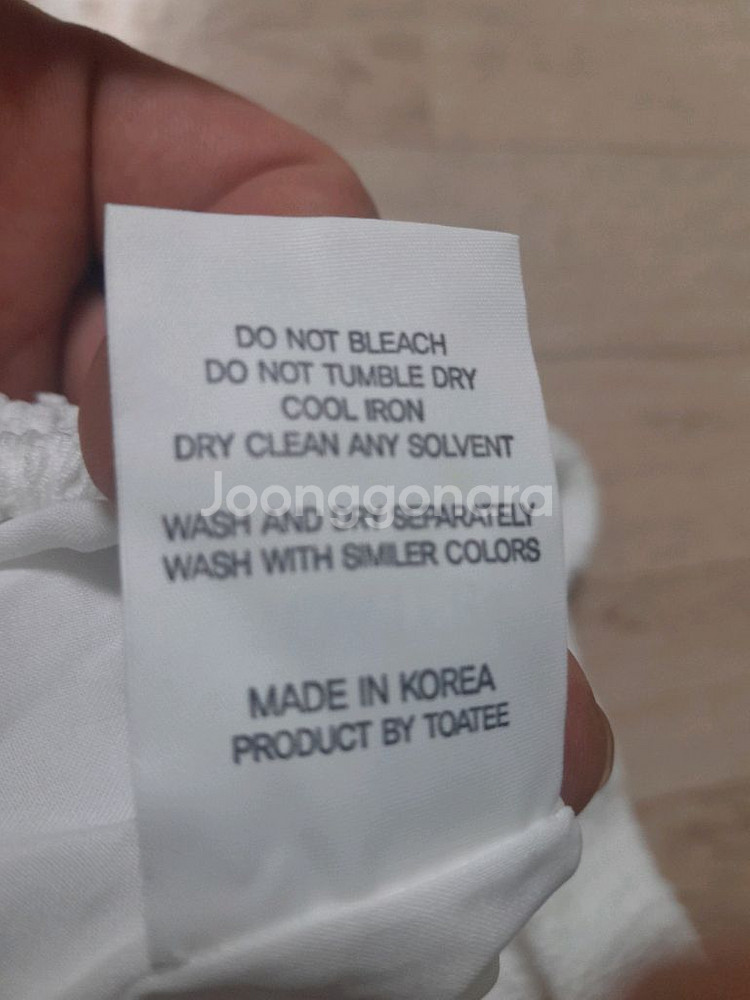 DO NOT BLEACH
DO NOT TUMBLE DRY
COOL IRON
DRY CLEAN ANY SOLVENT
Joonggonara
WASH AND DRY SEPARATELY
WASH WITH SIMILER COLORS
MADE IN KOREA
PRODUCT BY TOATEE